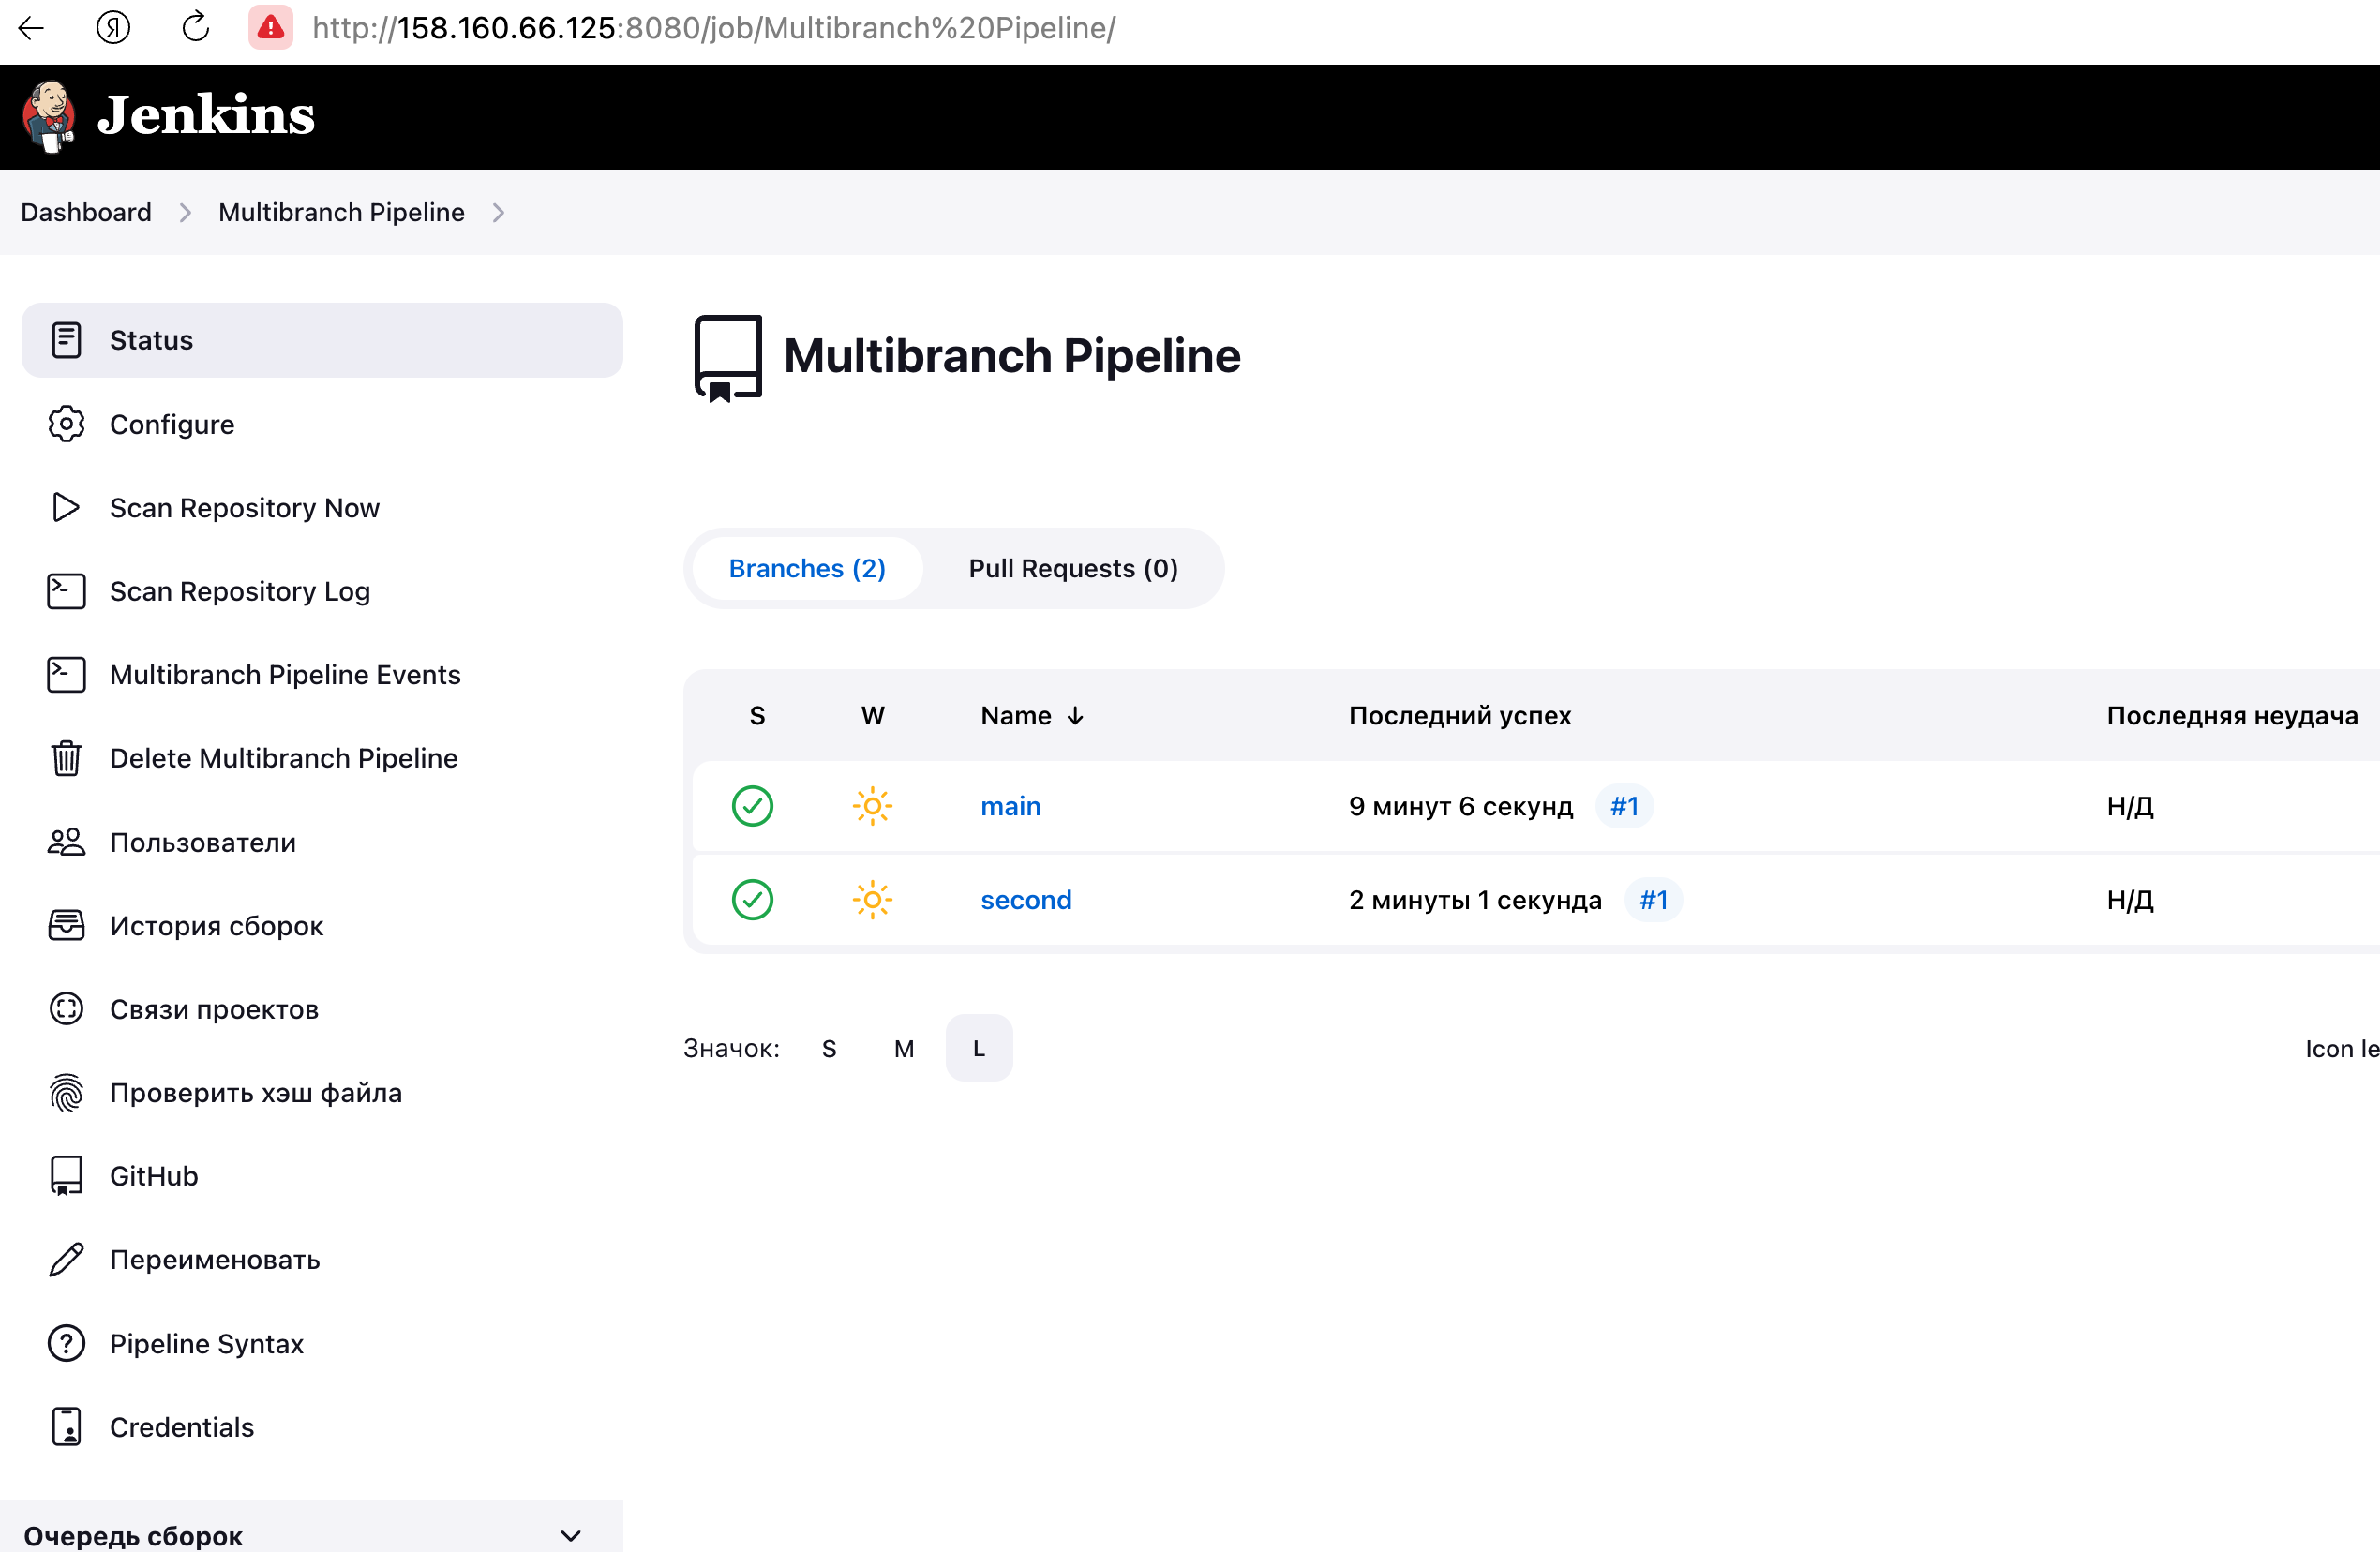 http://158.160.66.125:8080/job/Multibranch%20Pipeline/
Jenkins
Dashboard Multibranch Pipeline
Status
Configure
Scan Repository Now
Scan Repository Log
Multibranch Pipeline Events
Delete Multibranch Pipeline
Пользователи
История сборок
Связи проектов
Проверить хэш файла
GitHub
Переименовать
Pipeline Syntax
Credentials
Очередь сборок
Multibranch Pipeline
Branches (2) Pull Requests (0)
S W Name ↓ Последний успех Последняя неудача
main 9 минут 6 секунд #1 Н/Д
second 2 минуты 1 секунда #1 Н/Д
Значок: S M L
Icon